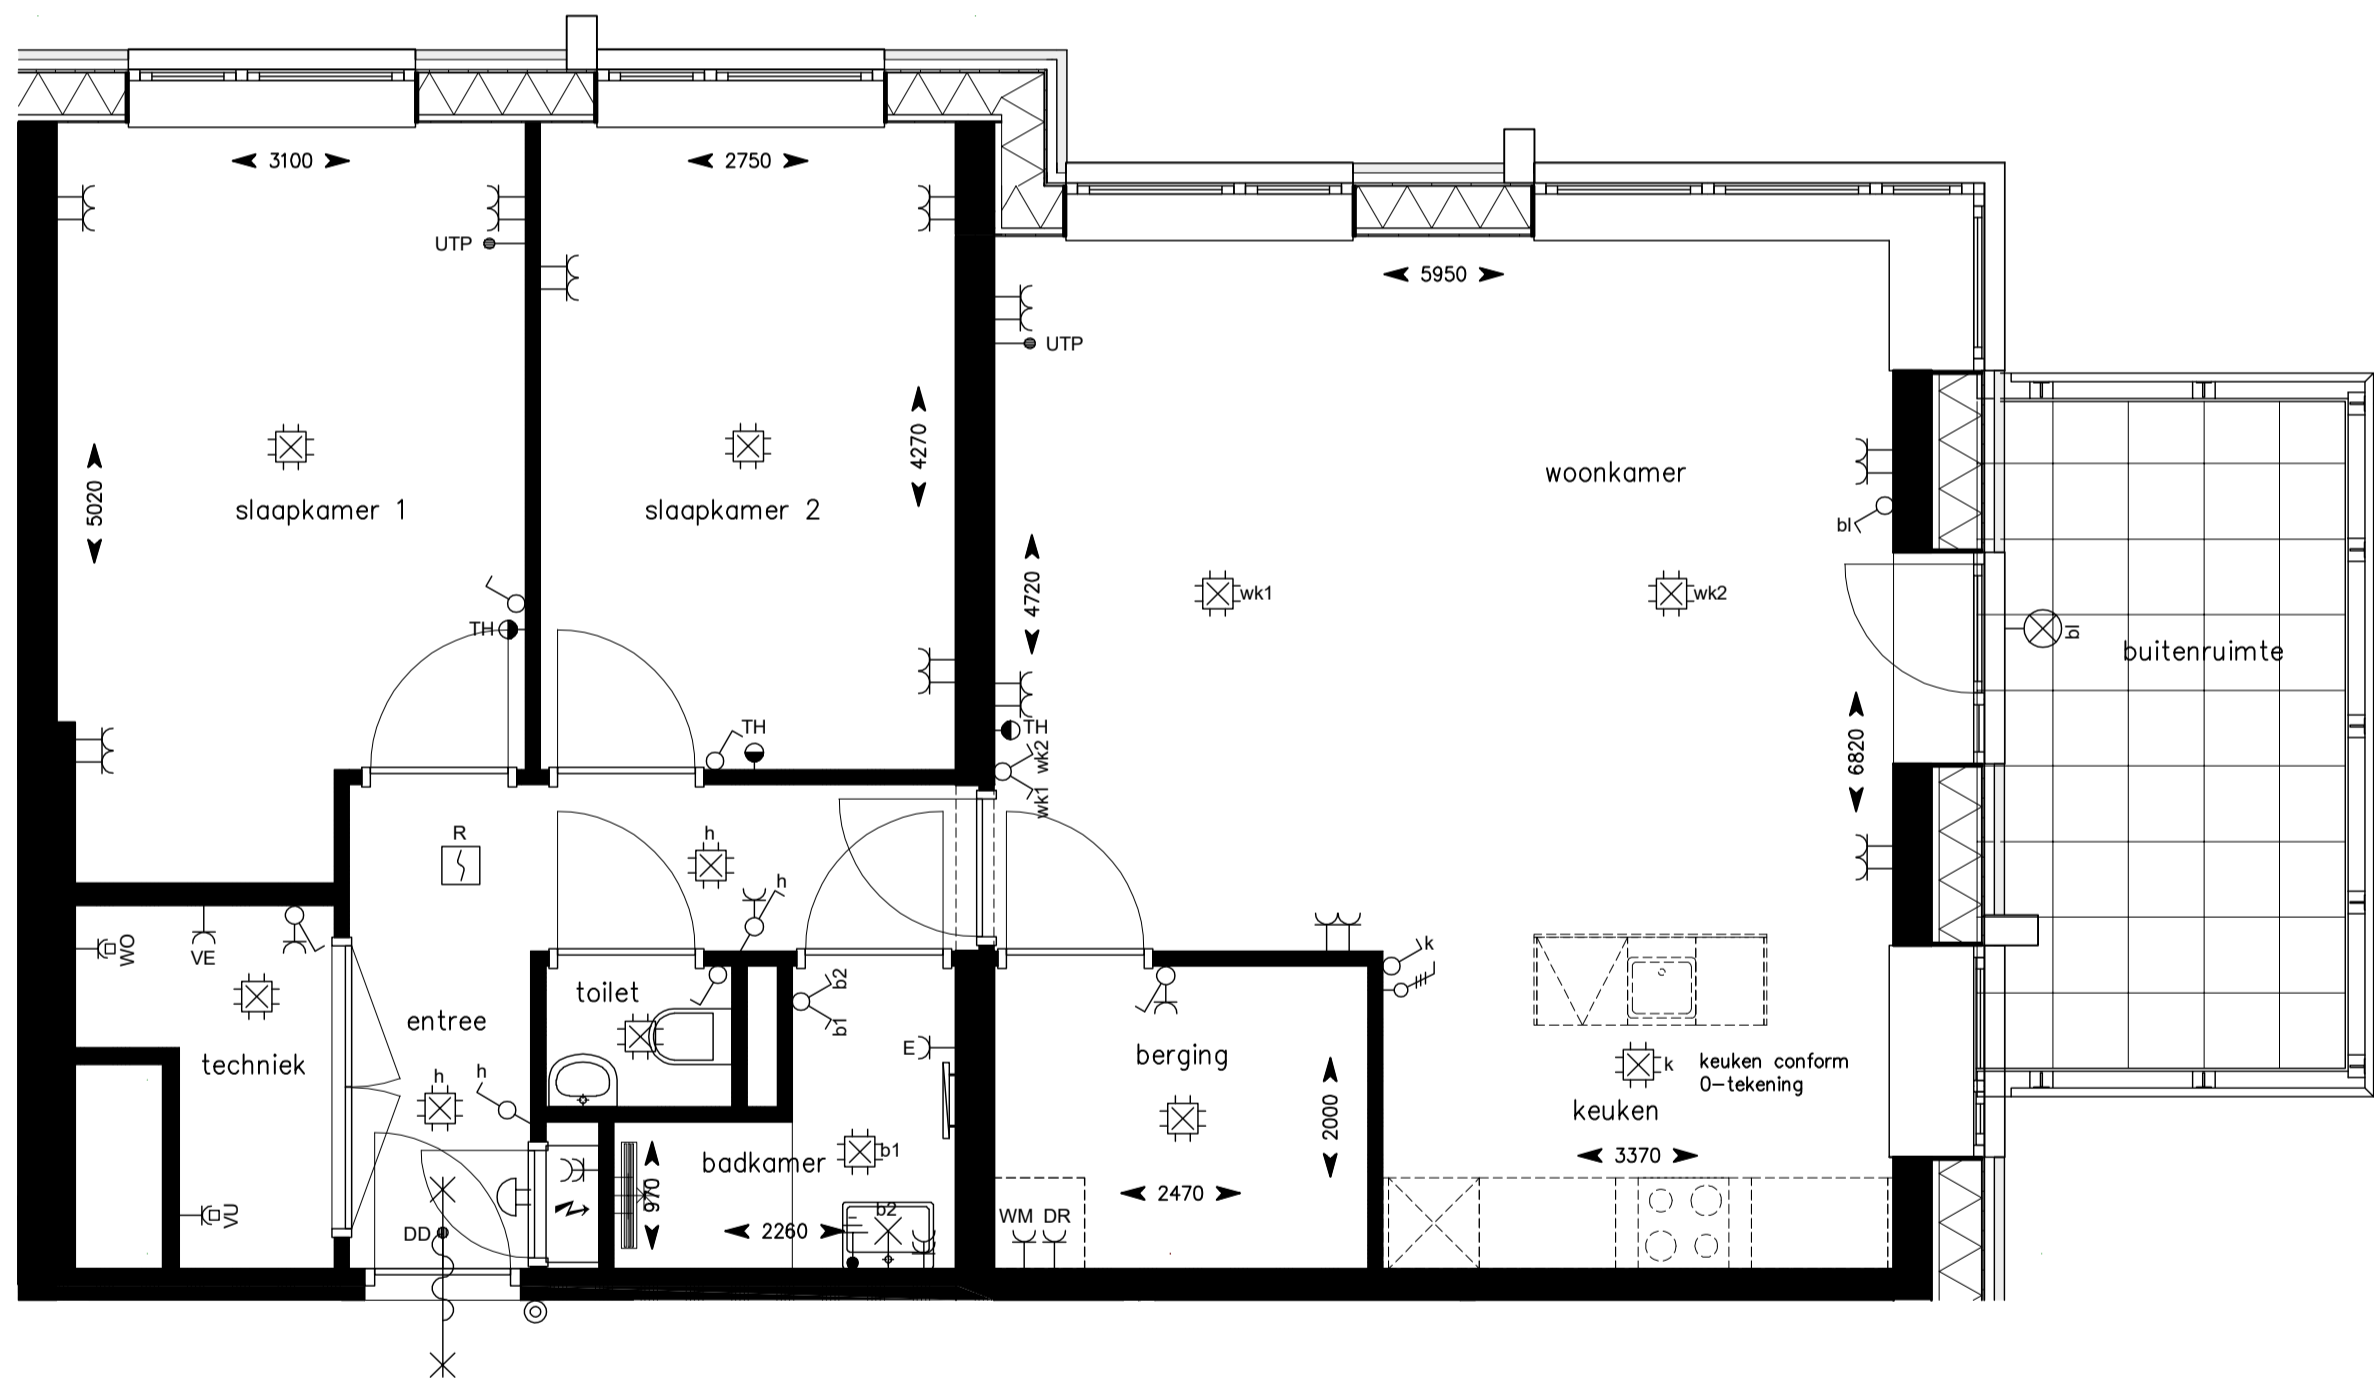 3100
2750
UTP
5950
UTP
4270
woonkamer
5020
slaapkamer 1
slaapkamer 2
bl
4720
wk1
wk2
TH
bl
buitenruimte
TH
TH
wk2
wk1
6820
R
h
h
k
WO
VE
b2
toilet
b1
entree
E
techniek
berging
keuken conform
0-tekening
k
h
h
keuken
2000
b1
badkamer
3370
970
2470
VU
b2
WM
DR
DD
2260